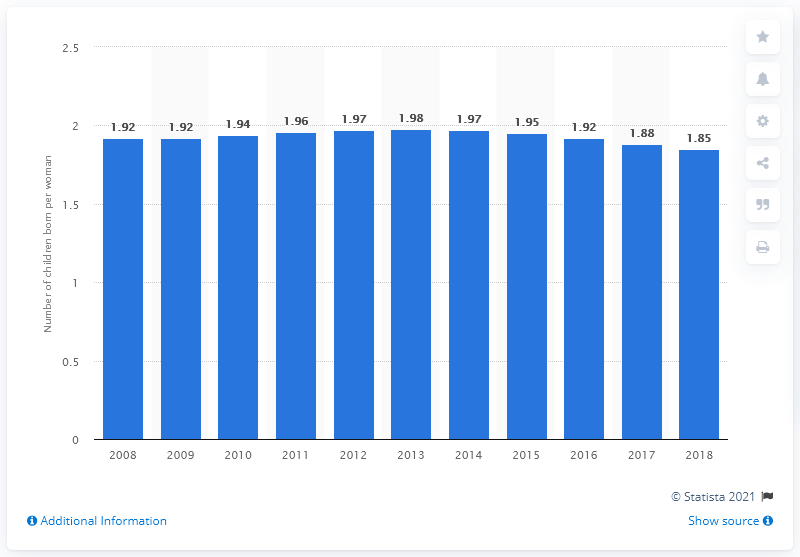 2.5
2
1.5
1
0.5
0
Number of children born per woman
1.92 1.92 1.94 1.96 1.97 1.98 1.97 1.95 1.92 1.88 1.85
2008 2009 2010 2011 2012 2013 2014 2015 2016 2017 2018
© Statista 2021
Additional Information Show source